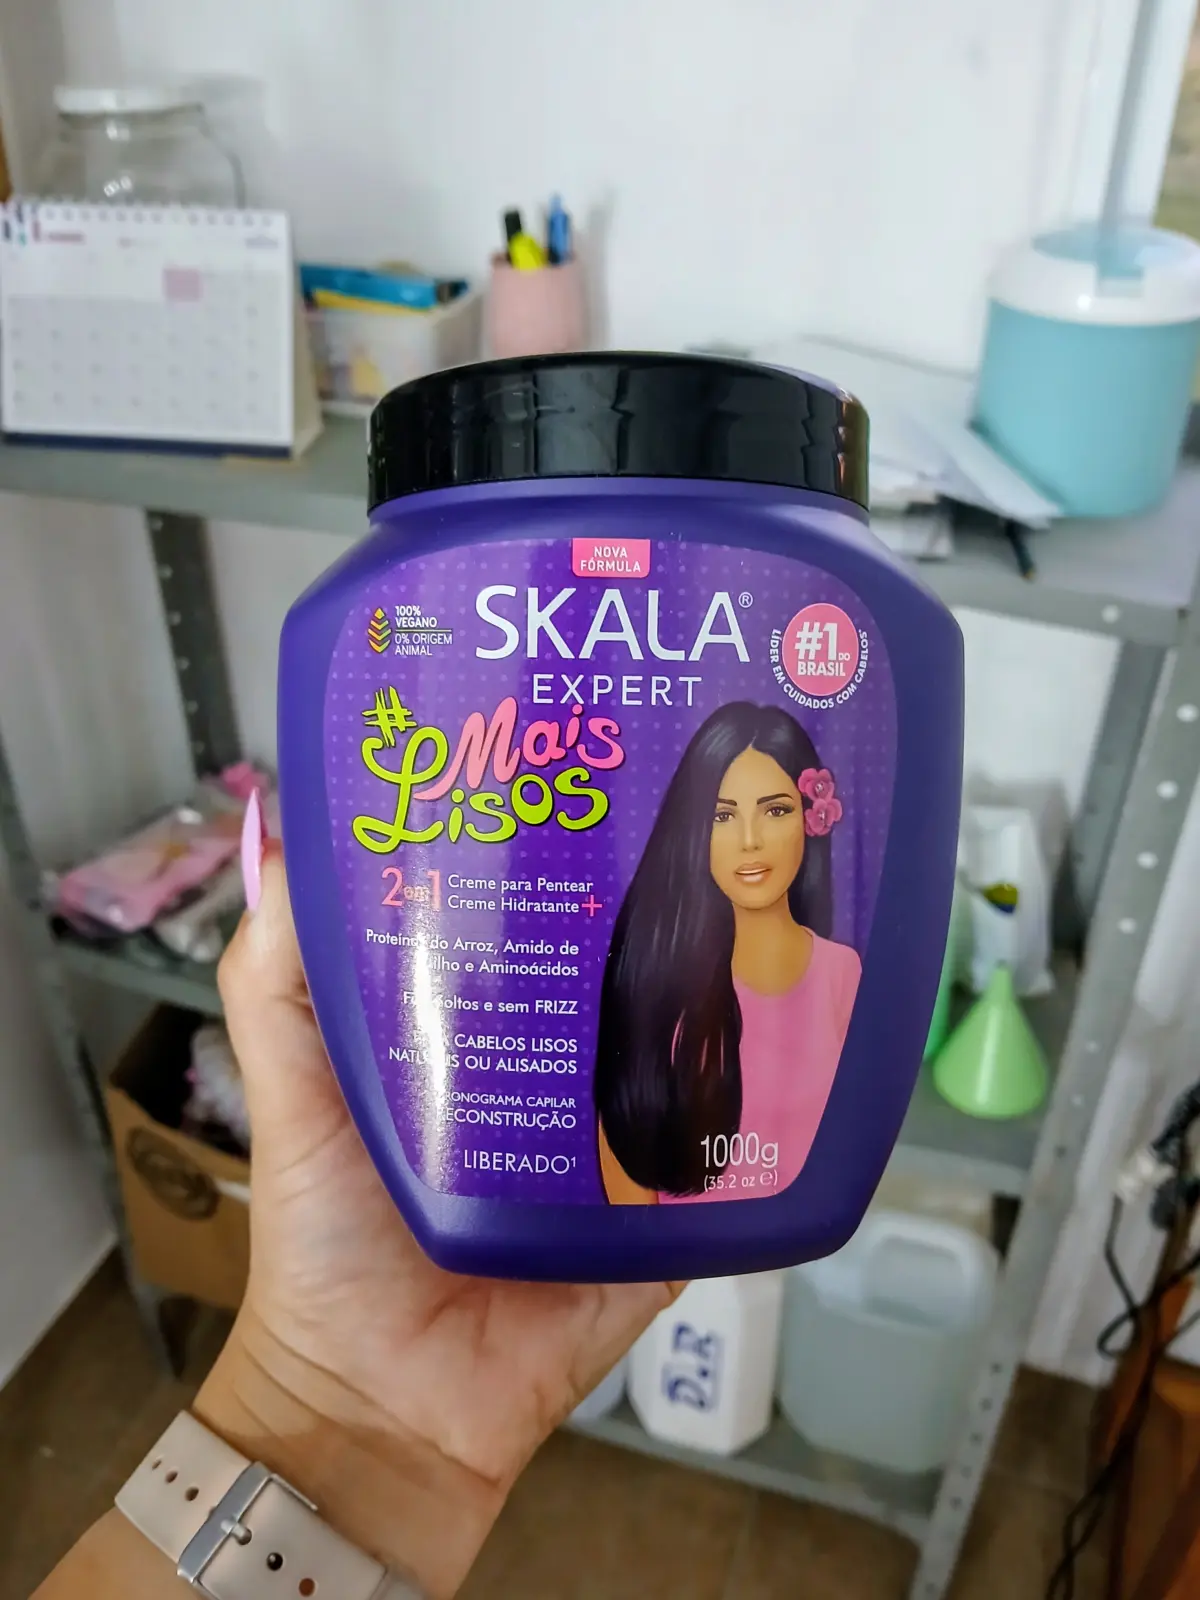 NOVA
FÓRMULA
SKALA®
EXPERT
100%
VEGANO
0% ORIGEM
ANIMAL
#1 DO
BRASIL
LÍDER EM CUIDADOS COM CABELOS
#Mais
Lisos
2em1 Creme para Pentear
Creme Hidratante+
do Arroz, Amido de
e Aminoácidos
e sem FRIZZ
CABELOS LISOS
OU ALISADOS
CAPILAR
RECONSTRUÇÃO
LIBERADO¹
1000g
(35.2 oz ℮)
D.R